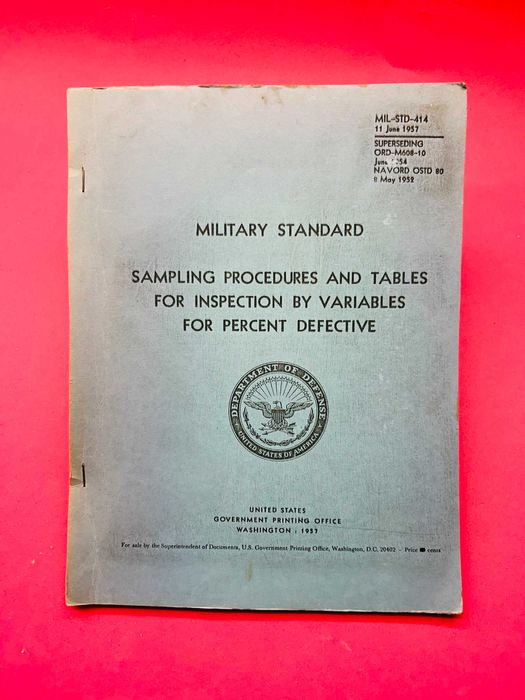 MIL-STD-414
11 June 1957
SUPERSEDING
ORD-M608-10
June 54
NAVORD OSTD 80
8 May 1952
MILITARY STANDARD
SAMPLING PROCEDURES AND TABLES
FOR INSPECTION BY VARIABLES
FOR PERCENT DEFECTIVE
DEPARTMENT OF DEFENSE
UNITED STATES OF AMERICA
UNITED STATES
GOVERNMENT PRINTING OFFICE
WASHINGTON : 1957
For sale by the Superintendent of Documents, U.S. Government Printing Office, Washington, D.C. 20402 - Price cents